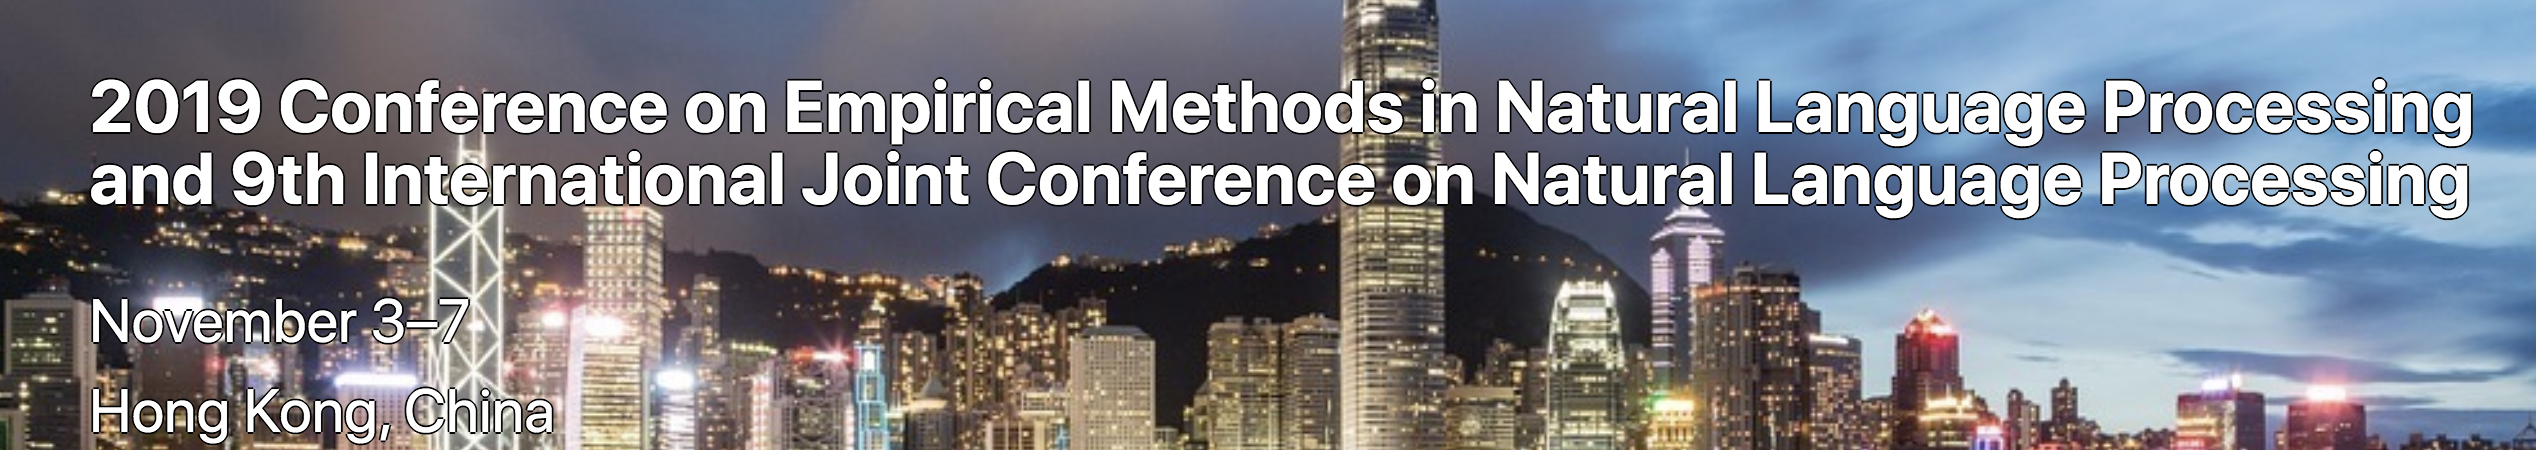 2019 Conference on Empirical Methods in Natural Language Processing
and 9th International Joint Conference on Natural Language Processing
November 3–7
Hong Kong, China